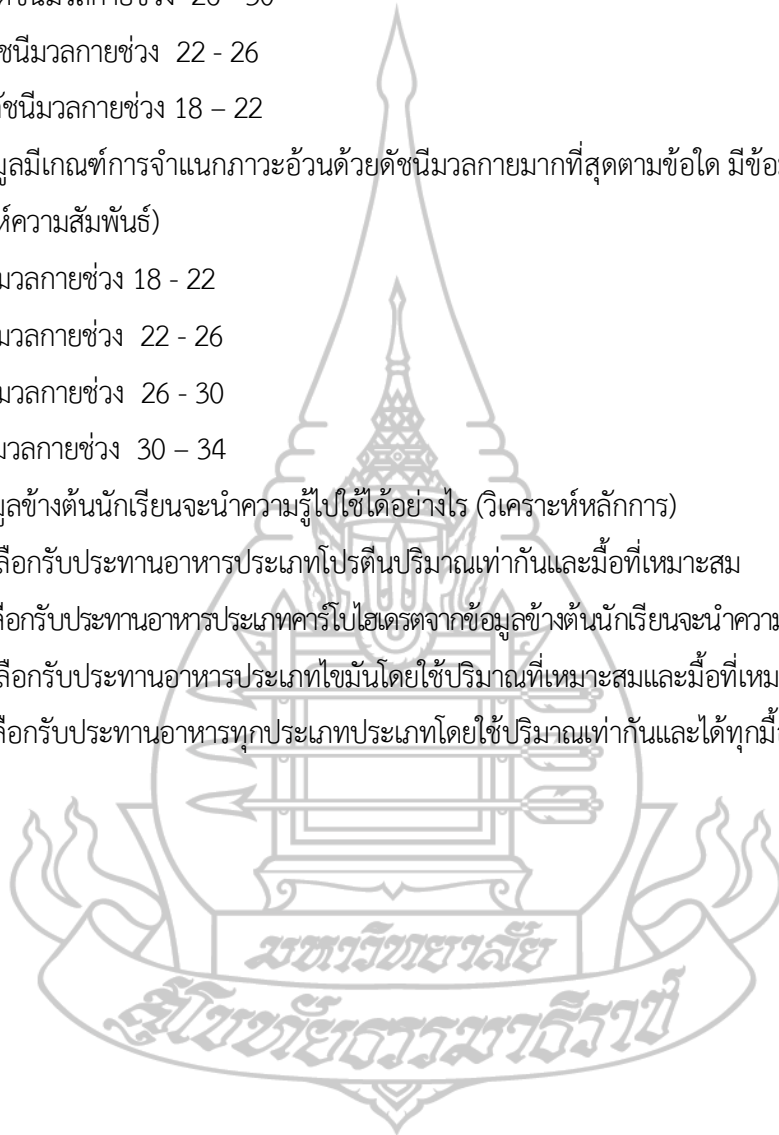 ดัชนีมวลกายช่วง  26 - 30
ชนีมวลกายช่วง  22 - 26
ดัชนีมวลกายช่วง 18 – 22
มูลมีเกณฑ์การจำแนกภาวะอ้วนด้วยดัชนีมวลกายมากที่สุดตามข้อใด มีข้อ
ห์ความสัมพันธ์)
มวลกายช่วง 18 - 22
มวลกายช่วง  22 - 26
มวลกายช่วง  26 - 30
มวลกายช่วง  30 – 34
มูลข้างต้นนักเรียนจะนำความรู้ไปใช้ได้อย่างไร (วิเคราะห์หลักการ)
ลือกรับประทานอาหารประเภทโปรตีนปริมาณเท่ากันและมื้อที่เหมาะสม
ลือกรับประทานอาหารประเภทคาร์โบไฮเดรตจากข้อมูลข้างต้นนักเรียนจะนำความ
ลือกรับประทานอาหารประเภทไขมันโดยใช้ปริมาณที่เหมาะสมและมื้อที่เหม
ลือกรับประทานอาหารทุกประเภทประเภทโดยใช้ปริมาณเท่ากันและได้ทุกมื้
มหาวิทยาลัย
สุโขทัยธรรมาธิราช